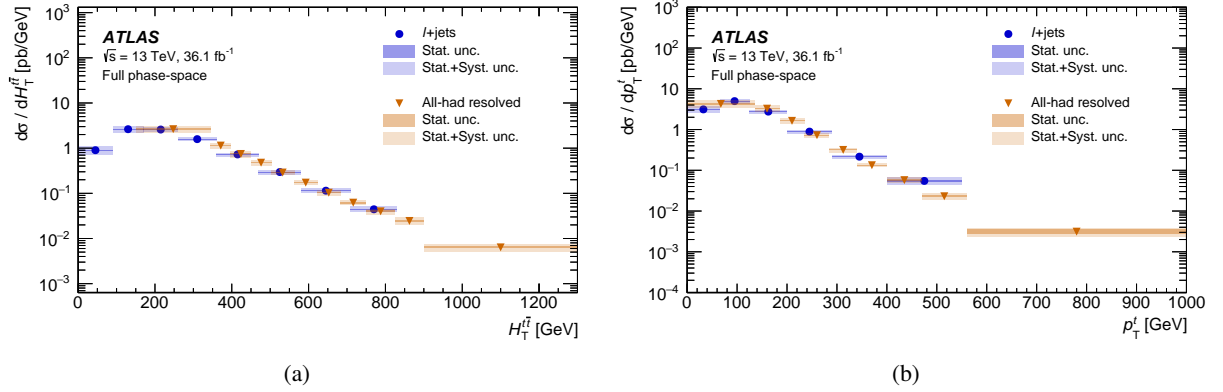 dσ / dH_T^{tt̄} [pb/GeV]
10³
10²
10
1
10⁻¹
10⁻²
10⁻³
ATLAS
√s = 13 TeV, 36.1 fb⁻¹
Full phase-space
l+jets
Stat. unc.
Stat.+Syst. unc.
All-had resolved
Stat. unc.
Stat.+Syst. unc.
0 200 400 600 800 1000 1200
H_T^{tt̄} [GeV]
(a)
dσ / dp_T^t [pb/GeV]
10³
10²
10
1
10⁻¹
10⁻²
10⁻³
10⁻⁴
ATLAS
√s = 13 TeV, 36.1 fb⁻¹
Full phase-space
l+jets
Stat. unc.
Stat.+Syst. unc.
All-had resolved
Stat. unc.
Stat.+Syst. unc.
0 100 200 300 400 500 600 700 800 900 1000
p_T^t [GeV]
(b)